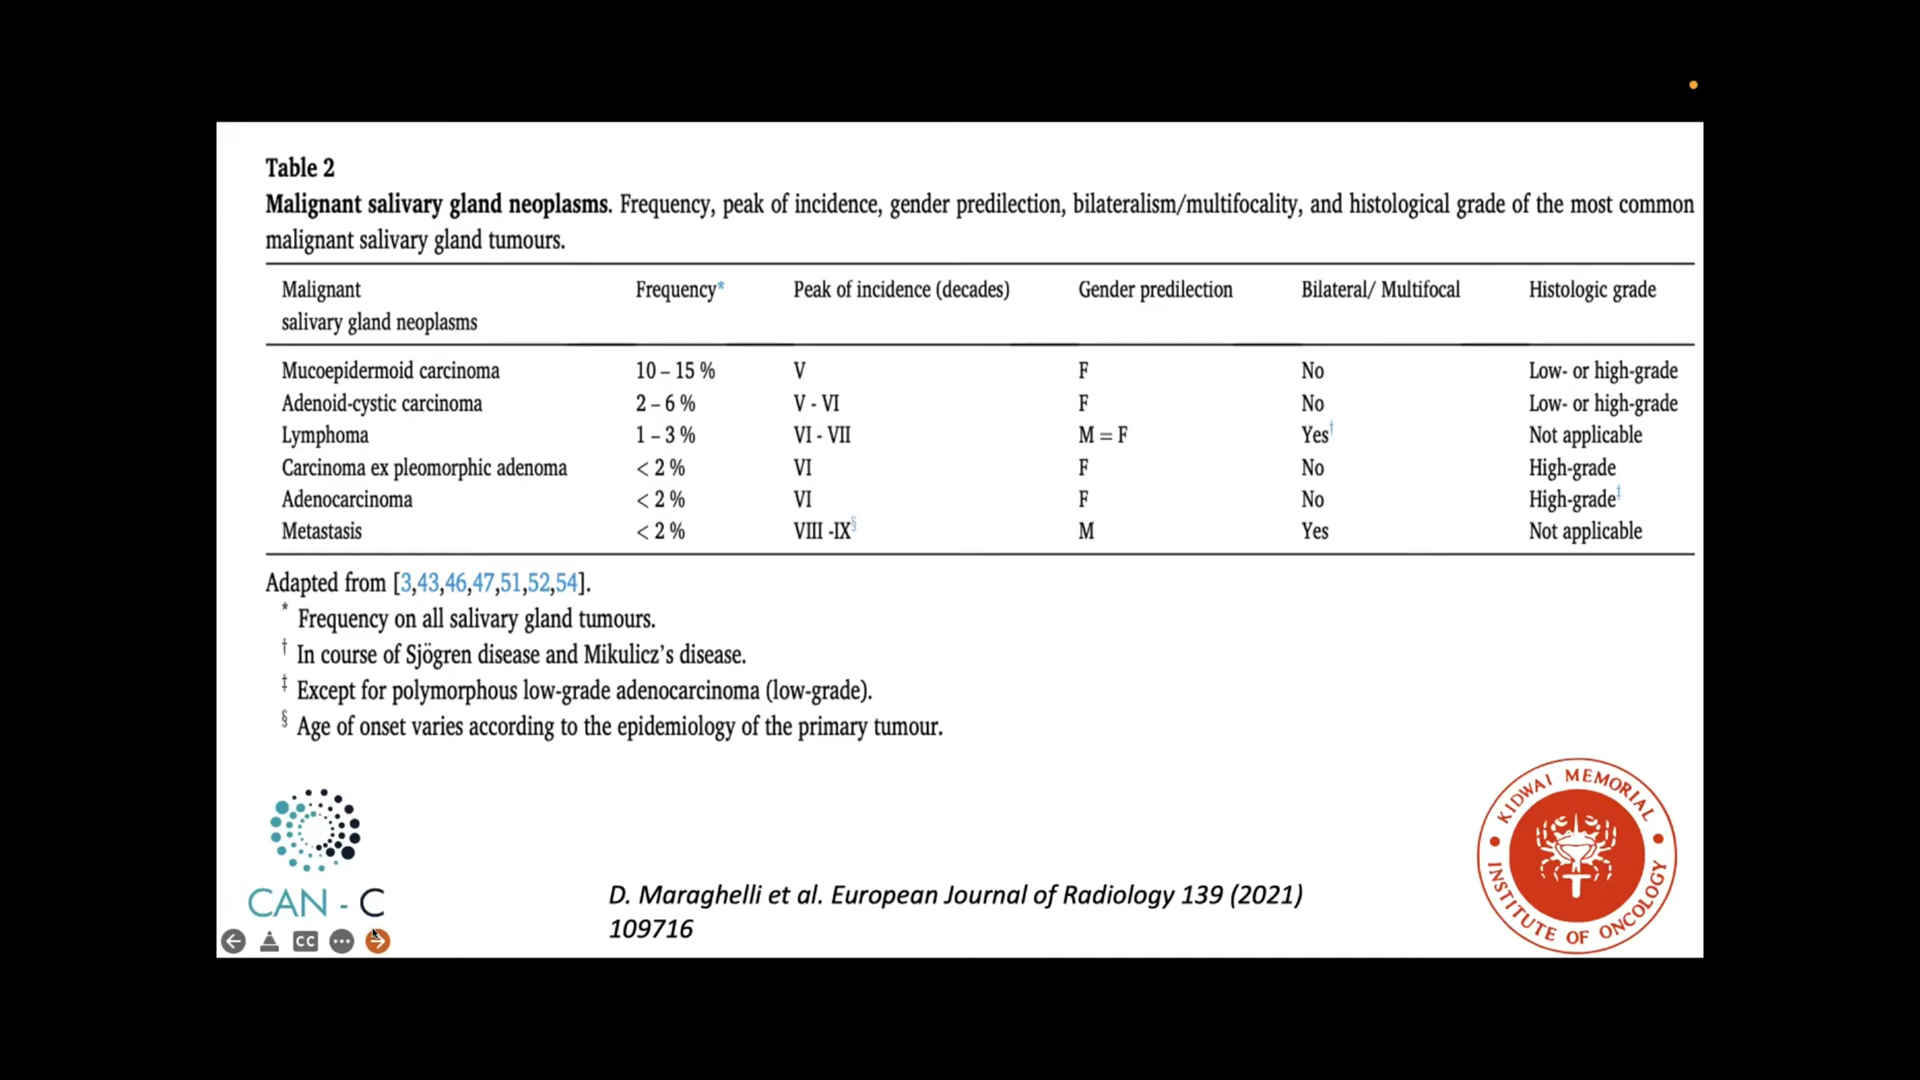 Table 2
Malignant salivary gland neoplasms. Frequency, peak of incidence, gender predilection, bilateralism/multifocality, and histological grade of the most common
malignant salivary gland tumours.
Malignant salivary gland neoplasms Frequency* Peak of incidence (decades) Gender predilection Bilateral/ Multifocal Histologic grade
Mucoepidermoid carcinoma 10 – 15 % V F No Low- or high-grade
Adenoid-cystic carcinoma 2 – 6 % V - VI F No Low- or high-grade
Lymphoma 1 – 3 % VI - VII M = F Yes† Not applicable
Carcinoma ex pleomorphic adenoma < 2 % VI F No High-grade
Adenocarcinoma < 2 % VI F No High-grade‡
Metastasis < 2 % VIII -IX§ M Yes Not applicable
Adapted from [3,43,46,47,51,52,54].
* Frequency on all salivary gland tumours.
† In course of Sjögren disease and Mikulicz’s disease.
‡ Except for polymorphous low-grade adenocarcinoma (low-grade).
§ Age of onset varies according to the epidemiology of the primary tumour.
CAN - C
CC
D. Maraghelli et al. European Journal of Radiology 139 (2021)
109716
KIDWAI MEMORIAL
INSTITUTE OF ONCOLOGY